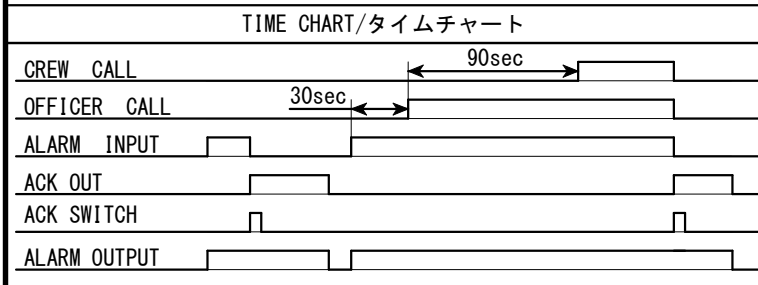 TIME CHART/タイムチャート
90sec
CREW CALL
30sec
OFFICER CALL
ALARM INPUT
ACK OUT
ACK SWITCH
ALARM OUTPUT